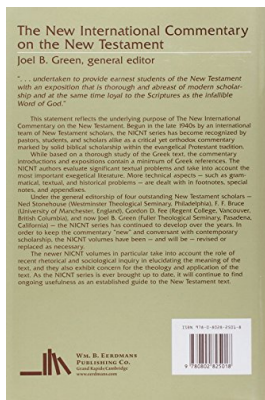 The New International Commentary
on the New Testament
Joel B. Green, general editor
". . . undertaken to provide earnest students of the New Testament
with an exposition that is thorough and abreast of modern scholar-
ship and at the same time loyal to the Scriptures as the infallible
Word of God."
This statement reflects the underlying purpose of The New International
Commentary on the New Testament. Begun in the late 1940s by an international
team of New Testament scholars, the NICNT series has become recognized by
pastors, students, and scholars alike as a critical yet orthodox commentary
marked by solid biblical scholarship within the evangelical Protestant tradition.
While based on a thorough study of the Greek text, the commentary
introductions and expositions contain a minimum of Greek references. The
NICNT authors evaluate significant textual problems and take into account the
most important exegetical literature. More technical aspects — such as gram-
matical, textual, and historical problems — are dealt with in footnotes, special
notes, and appendixes.
Under the general editorship of four outstanding New Testament scholars —
Ned Stonehouse (Westminster Theological Seminary, Philadelphia), F. F. Bruce
(University of Manchester, England), Gordon D. Fee (Regent College, Vancouver,
British Columbia), and now Joel B. Green (Fuller Theological Seminary, Pasadena,
California) — the NICNT series has continued to develop over the years. In
order to keep the commentary "new" and conversant with contemporary
scholarship, the NICNT volumes have been — and will be — revised or
replaced as necessary.
The newer NICNT volumes in particular take into account the role of
recent rhetorical and sociological inquiry in elucidating the meaning of the
text, and they also exhibit concern for the theology and application of the
text. As the NICNT series is ever brought up to date, it will continue to find
ongoing usefulness as an established guide to the New Testament text.
ISBN 978-0-8028-2501-8
9 780802 825018
WM. B. EERDMANS
PUBLISHING CO.
Grand Rapids/Cambridge
www.eerdmans.com